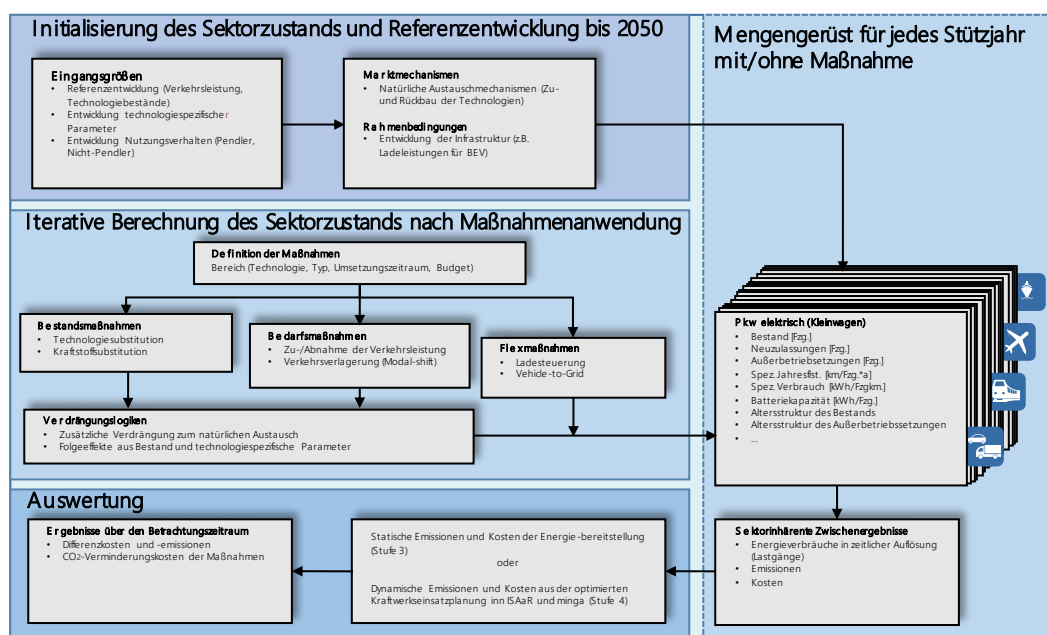 Initialisierung des Sektorzustands und Referenzentwicklung bis 2050
Eingangsgrößen
• Referenzentwicklung (Verkehrsleistung,
Technologiebestände)
• Entwicklung technologiespezifischer
Parameter
• Entwicklung Nutzungsverhalten (Pendler,
Nicht-Pendler)
Marktmechanismen
• Natürliche Austauschmechanismen (Zu-
und Rückbau der Technologien)
Rahmenbedingungen
• Entwicklung der Infrastruktur (z.B.
Ladeleistungen für BEV)
Mengengerüst für jedes Stützjahr
mit/ohne Maßnahme
Iterative Berechnung des Sektorzustands nach Maßnahmenanwendung
Definition der Maßnahmen
Bereich (Technologie, Typ, Umsetzungszeitraum, Budget)
Bestandsmaßnahmen
• Technologiesubstitution
• Kraftstoffsubstitution
Bedarfsmaßnahmen
• Zu-/Abnahme der Verkehrsleistung
• Verkehrsverlagerung (Modal-shift)
Flexmaßnahmen
• Ladesteuerung
• Vehicle-to-Grid
Verdrängungslogiken
• Zusätzliche Verdrängung zum natürlichen Austausch
• Folgeeffekte aus Bestand und technologiespezifische Parameter
Pkw elektrisch (Kleinwagen)
• Bestand [Fzg.]
• Neuzulassungen [Fzg.]
• Außerbetriebsetzungen [Fzg.]
• Spez. Jahresflst. [km/Fzg.*a]
• Spez. Verbrauch [kWh/Fzgkm.]
• Batteriekapazität [kWh/Fzg.]
• Altersstruktur des Bestands
• Altersstruktur des Außerbetriebssetzungen
• ...
Auswertung
Ergebnisse über den Betrachtungszeitraum
• Differenzkosten und -emissionen
• CO2-Verminderungskosten der Maßnahmen
Statische Emissionen und Kosten der Energie-bereitstellung
(Stufe 3)
oder
Dynamische Emissionen und Kosten aus der optimierten
Kraftwerkseinsatzplanung inn ISAaR und minga (Stufe 4)
Sektorinhärente Zwischenergebnisse
• Energieverbräuche in zeitlicher Auflösung
(Lastgänge)
• Emissionen
• Kosten